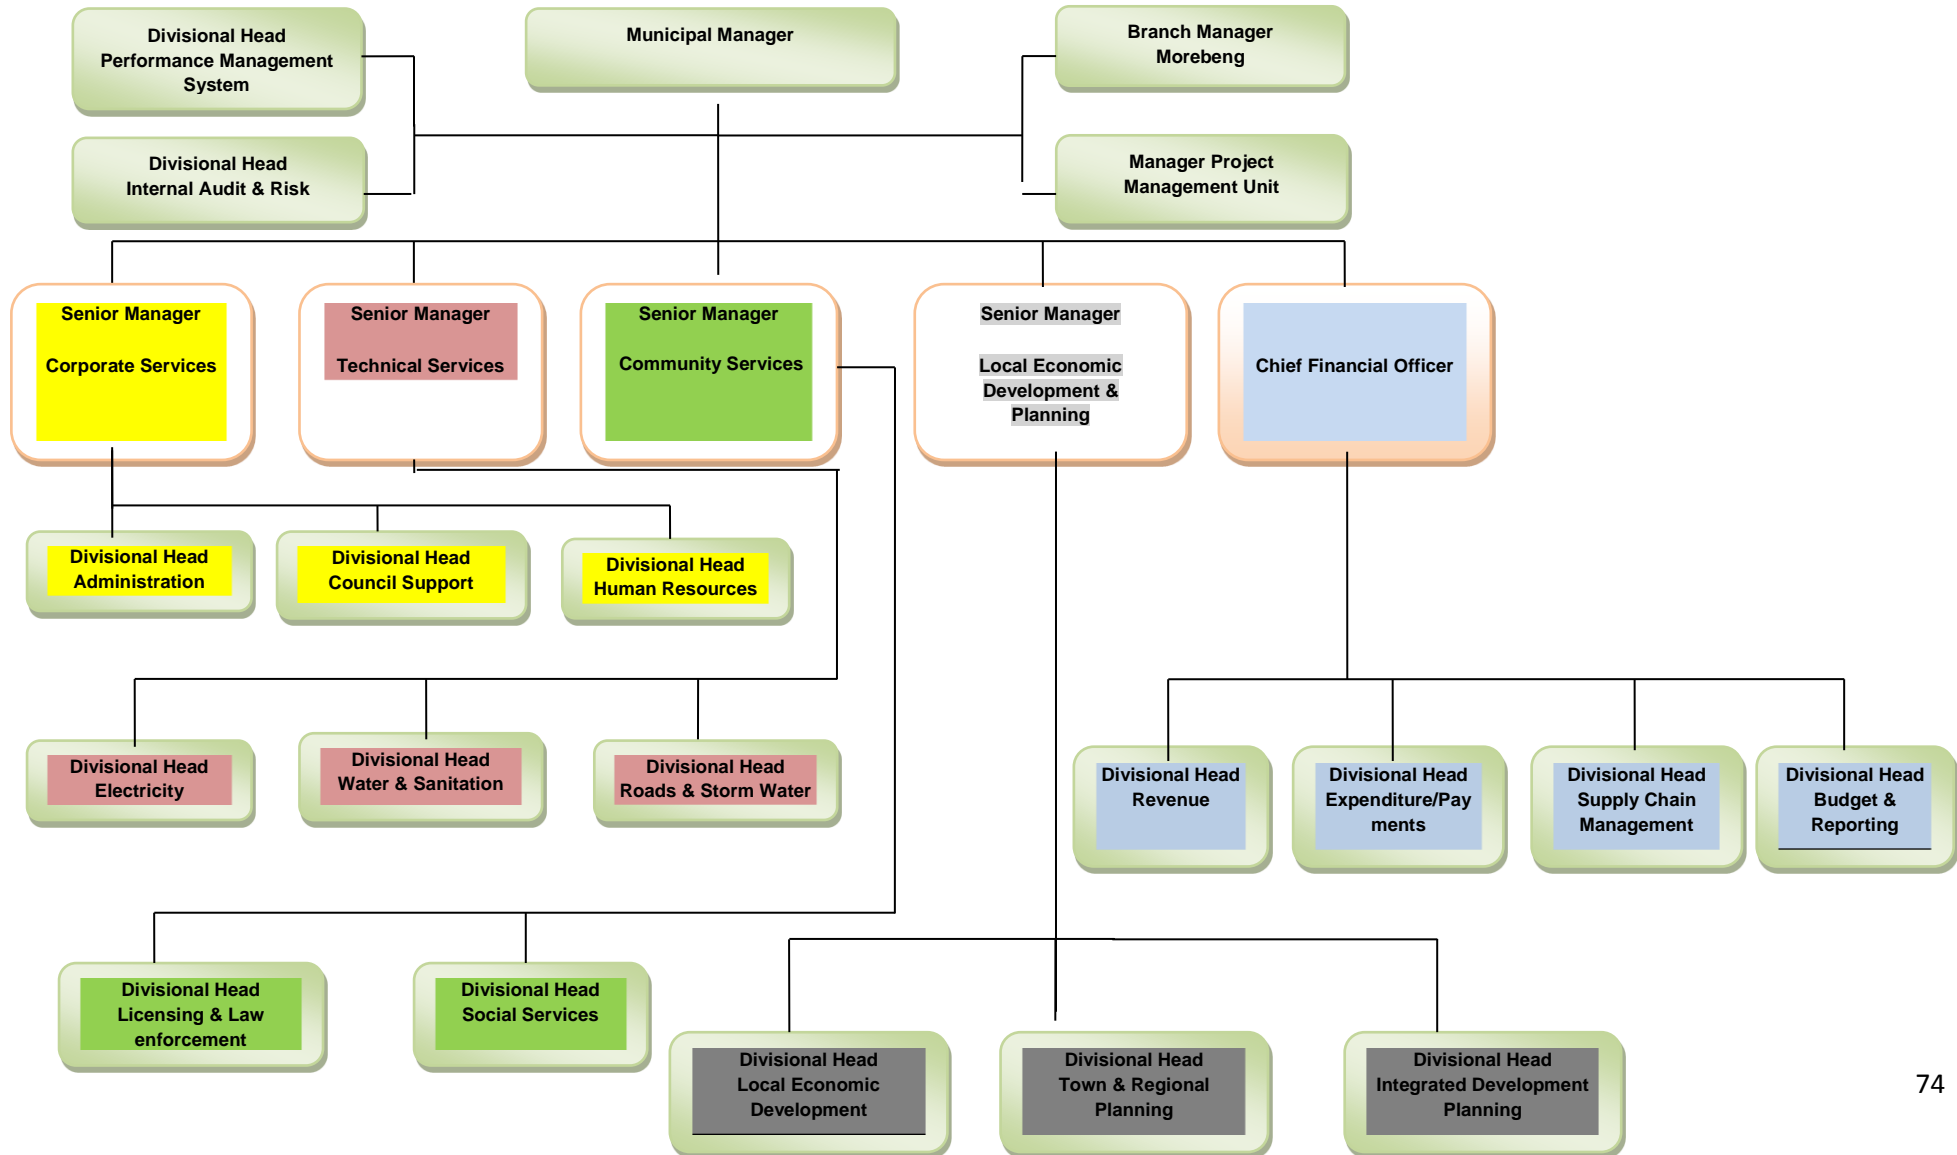 Divisional Head
Performance Management
System
Municipal Manager
Branch Manager
Morebeng
Divisional Head
Internal Audit & Risk
Manager Project
Management Unit
Senior Manager
Corporate Services
Senior Manager
Technical Services
Senior Manager
Community Services
Senior Manager
Local Economic
Development &
Planning
Chief Financial Officer
Divisional Head
Administration
Divisional Head
Council Support
Divisional Head
Human Resources
Divisional Head
Electricity
Divisional Head
Water & Sanitation
Divisional Head
Roads & Storm Water
Divisional Head
Revenue
Divisional Head
Expenditure/Pay
ments
Divisional Head
Supply Chain
Management
Divisional Head
Budget &
Reporting
Divisional Head
Licensing & Law
enforcement
Divisional Head
Social Services
Divisional Head
Local Economic
Development
Divisional Head
Town & Regional
Planning
Divisional Head
Integrated Development
Planning
74